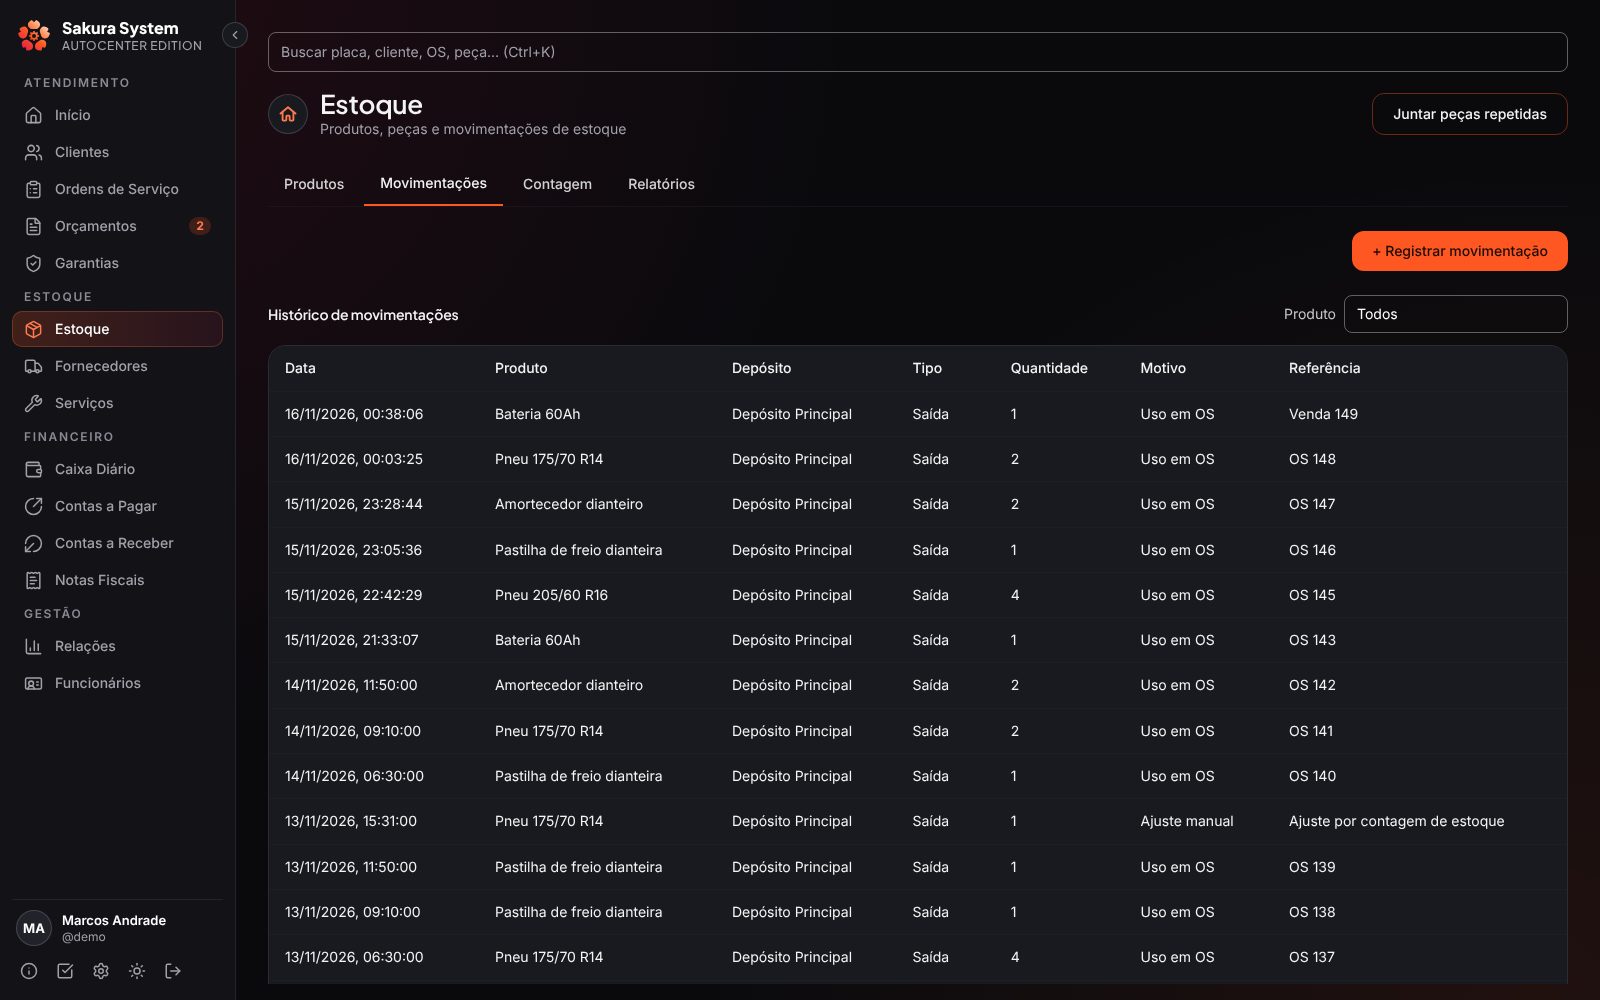 Sakura System
AUTOCENTER EDITION
ATENDIMENTO
Início
Clientes
Ordens de Serviço
Orçamentos 2
Garantias
ESTOQUE
Estoque
Fornecedores
Serviços
FINANCEIRO
Caixa Diário
Contas a Pagar
Contas a Receber
Notas Fiscais
GESTÃO
Relações
Funcionários
MA
Marcos Andrade
@demo
Buscar placa, cliente, OS, peça... (Ctrl+K)
Estoque
Produtos, peças e movimentações de estoque
Juntar peças repetidas
Produtos Movimentações Contagem Relatórios
+ Registrar movimentação
Histórico de movimentações
Produto Todos
Data Produto Depósito Tipo Quantidade Motivo Referência
16/11/2026, 00:38:06 Bateria 60Ah Depósito Principal Saída 1 Uso em OS Venda 149
16/11/2026, 00:03:25 Pneu 175/70 R14 Depósito Principal Saída 2 Uso em OS OS 148
15/11/2026, 23:28:44 Amortecedor dianteiro Depósito Principal Saída 2 Uso em OS OS 147
15/11/2026, 23:05:36 Pastilha de freio dianteira Depósito Principal Saída 1 Uso em OS OS 146
15/11/2026, 22:42:29 Pneu 205/60 R16 Depósito Principal Saída 4 Uso em OS OS 145
15/11/2026, 21:33:07 Bateria 60Ah Depósito Principal Saída 1 Uso em OS OS 143
14/11/2026, 11:50:00 Amortecedor dianteiro Depósito Principal Saída 2 Uso em OS OS 142
14/11/2026, 09:10:00 Pneu 175/70 R14 Depósito Principal Saída 2 Uso em OS OS 141
14/11/2026, 06:30:00 Pastilha de freio dianteira Depósito Principal Saída 1 Uso em OS OS 140
13/11/2026, 15:31:00 Pneu 175/70 R14 Depósito Principal Saída 1 Ajuste manual Ajuste por contagem de estoque
13/11/2026, 11:50:00 Pastilha de freio dianteira Depósito Principal Saída 1 Uso em OS OS 139
13/11/2026, 09:10:00 Pastilha de freio dianteira Depósito Principal Saída 1 Uso em OS OS 138
13/11/2026, 06:30:00 Pneu 175/70 R14 Depósito Principal Saída 4 Uso em OS OS 137